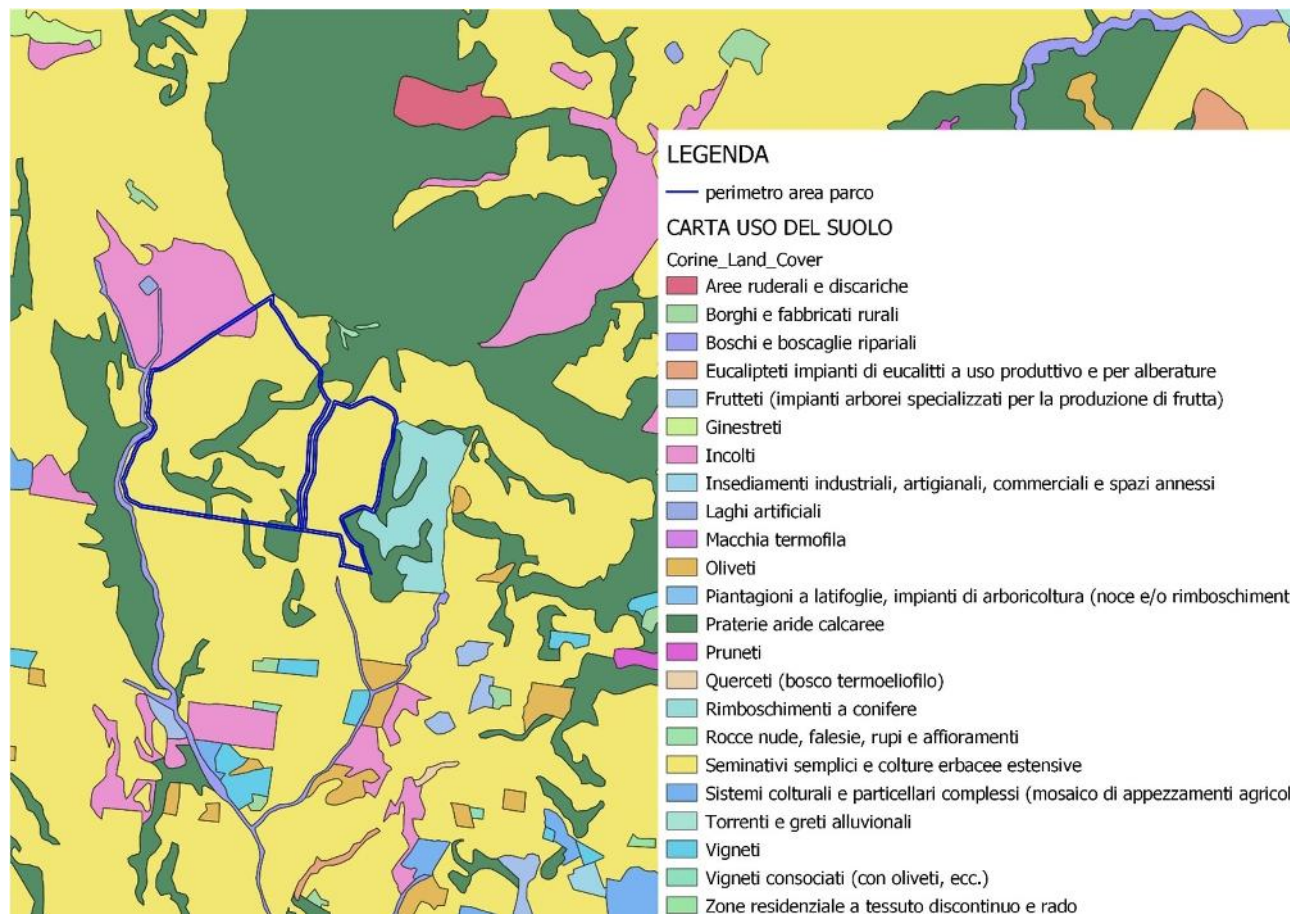 LEGENDA
perimetro area parco
CARTA USO DEL SUOLO
Corine_Land_Cover
Aree ruderali e discariche
Borghi e fabbricati rurali
Boschi e boscaglie ripariali
Eucalipteti impianti di eucalitti a uso produttivo e per alberature
Frutteti (impianti arborei specializzati per la produzione di frutta)
Ginestreti
Incolti
Insediamenti industriali, artigianali, commerciali e spazi annessi
Laghi artificiali
Macchia termofila
Oliveti
Piantagioni a latifoglie, impianti di arboricoltura (noce e/o rimboschiment
Praterie aride calcaree
Pruneti
Querceti (bosco termoeliofilo)
Rimboschimenti a conifere
Rocce nude, falesie, rupi e affioramenti
Seminativi semplici e colture erbacee estensive
Sistemi colturali e particellari complessi (mosaico di appezzamenti agricol
Torrenti e greti alluvionali
Vigneti
Vigneti consociati (con oliveti, ecc.)
Zone residenziale a tessuto discontinuo e rado